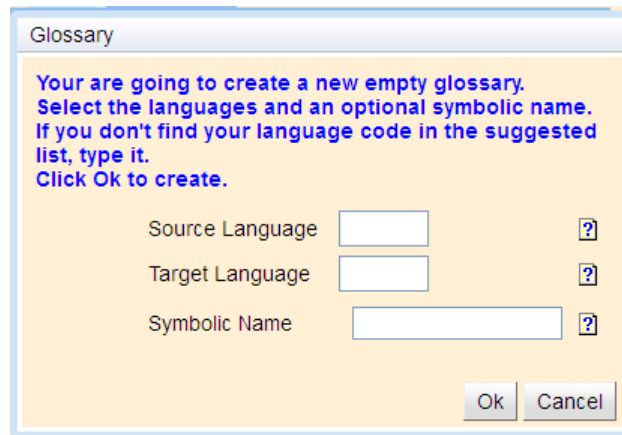 Glossary
Your are going to create a new empty glossary.
Select the languages and an optional symbolic name.
If you don't find your language code in the suggested
list, type it.
Click Ok to create.
Source Language ?
Target Language ?
Symbolic Name ?
Ok Cancel